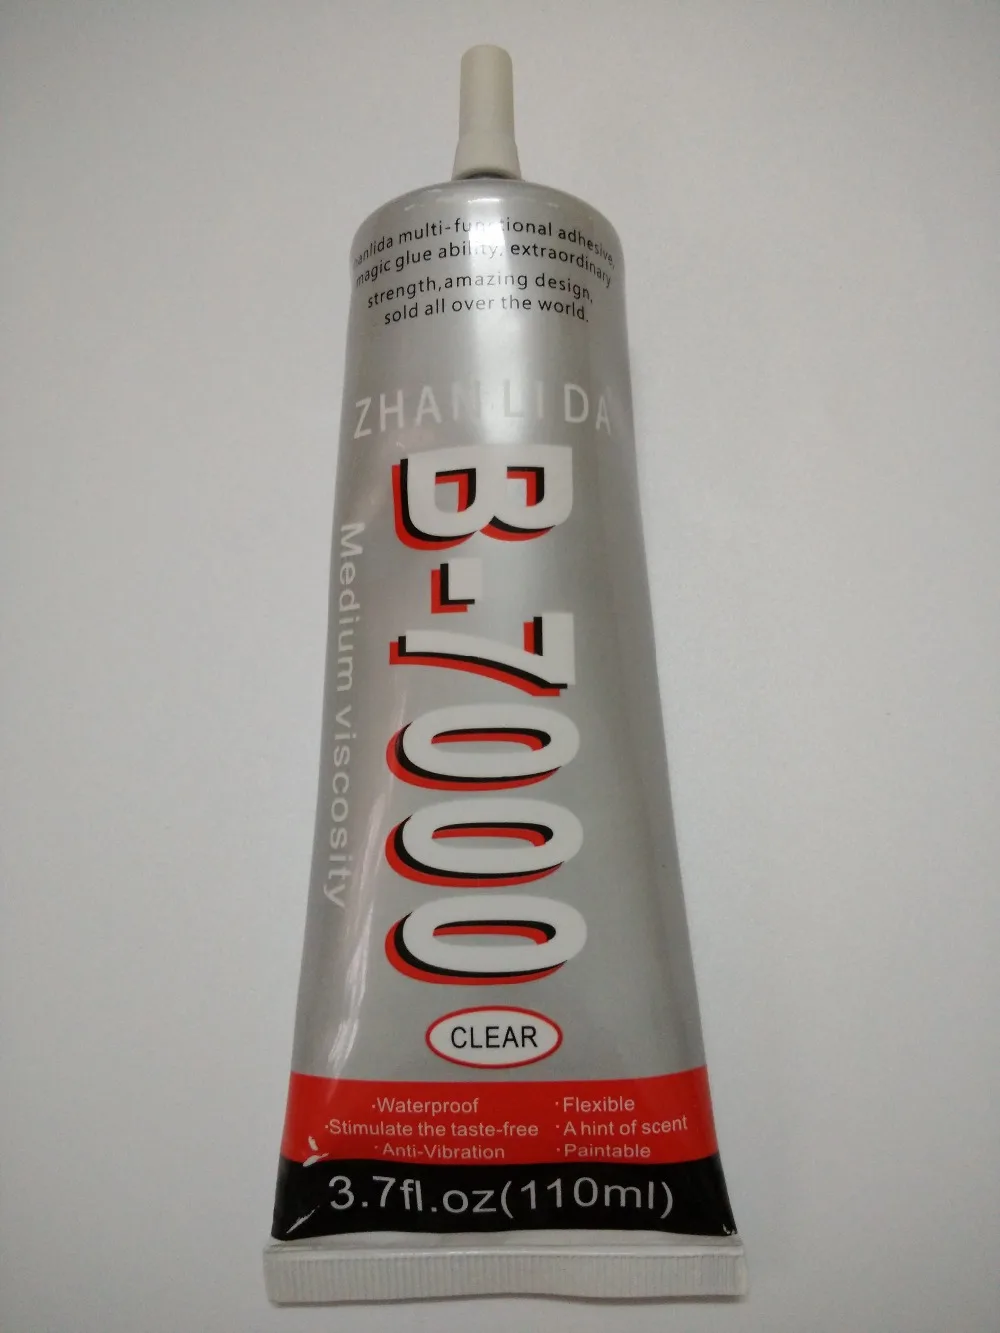 multi-functional adhesive,
magic glue ability, extraordinary
strength,amazing design,
sold all over the world.
ZHANLIDA
B-7000
Medium viscosity
CLEAR
·Waterproof ·Flexible
·Stimulate the taste-free ·A hint of scent
·Anti-Vibration ·Paintable
3.7fl.oz(110ml)